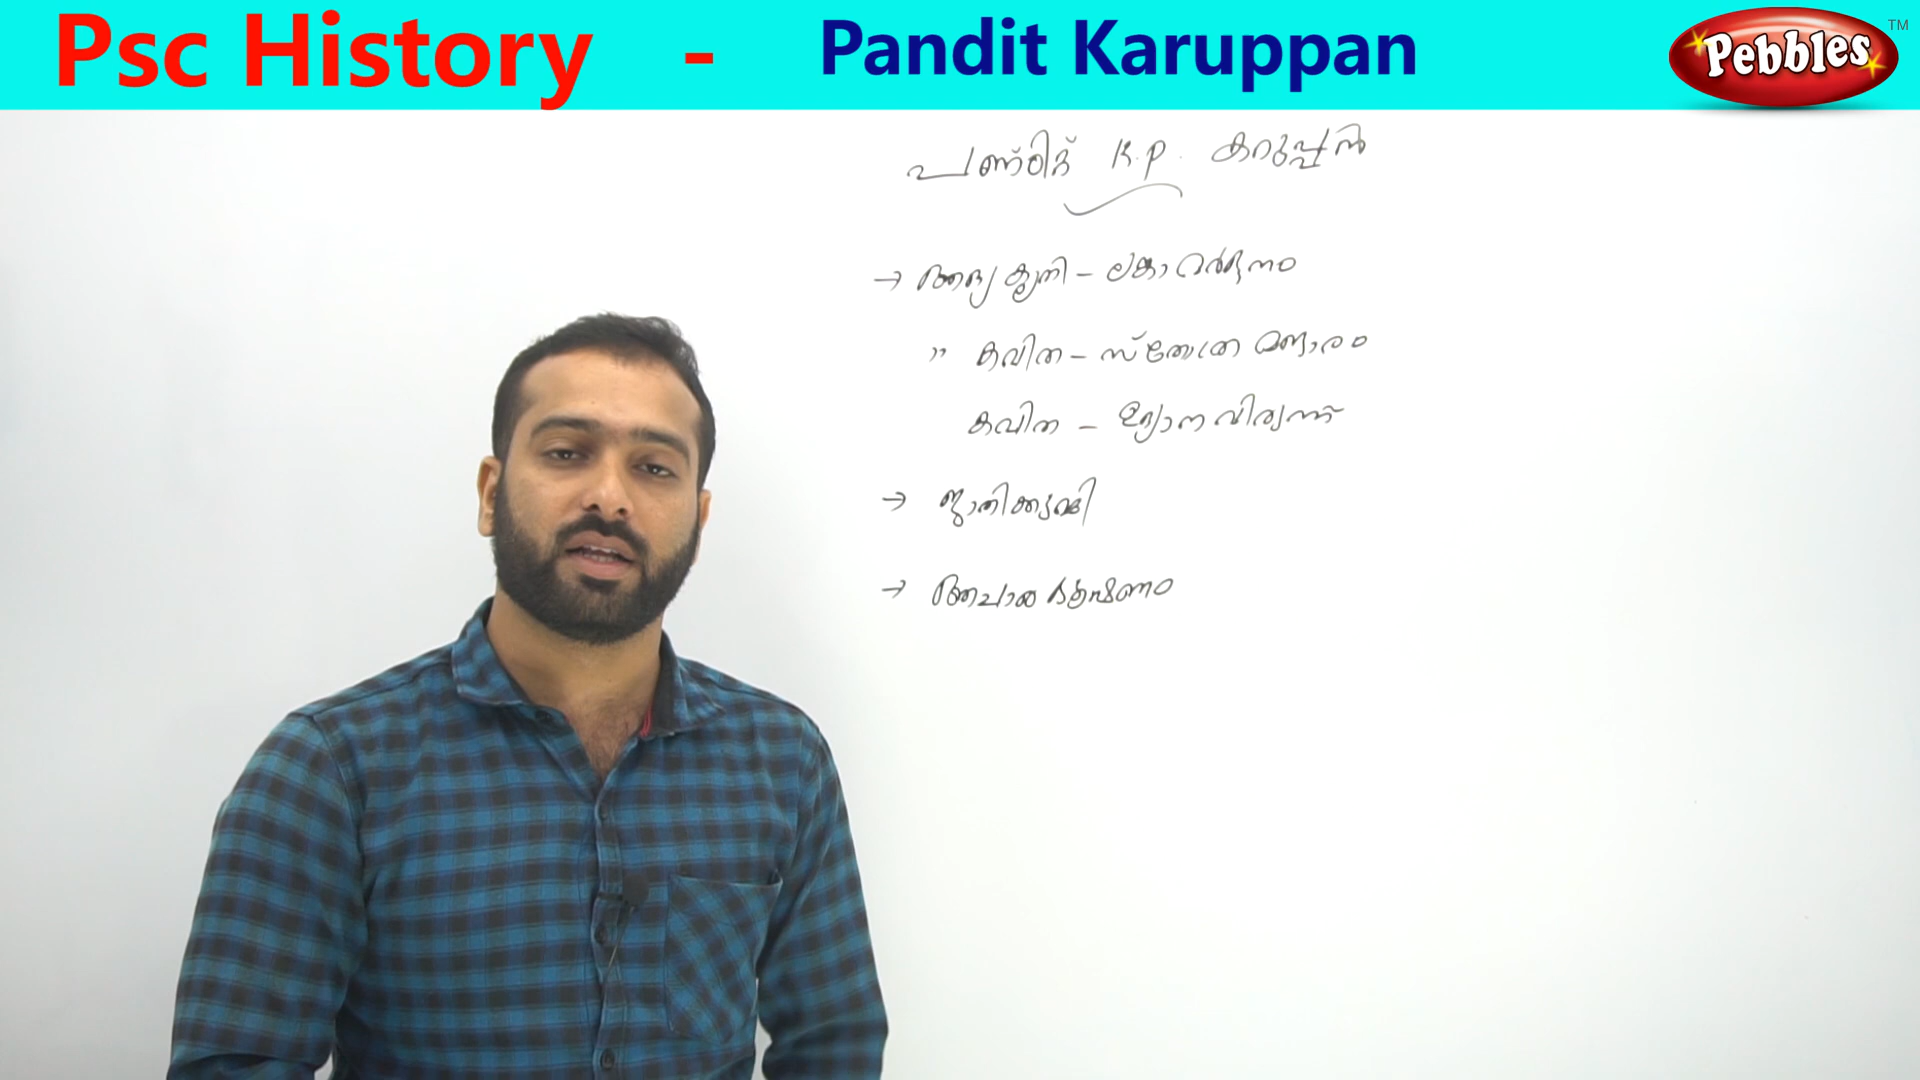 Psc History - Pandit Karuppan
Pebbles TM
പണ്ഡിറ്റ് K.P. കറുപ്പൻ
→ ആദ്യ കൃതി - ലങ്കാമർദ്ദനം
" കവിത - സ്തോത്ര മന്ദാരം
കവിത - ഉദ്യാന വിരുന്ന്
→ ജാതിക്കുമ്മി
→ ആചാര ഭൂഷണം